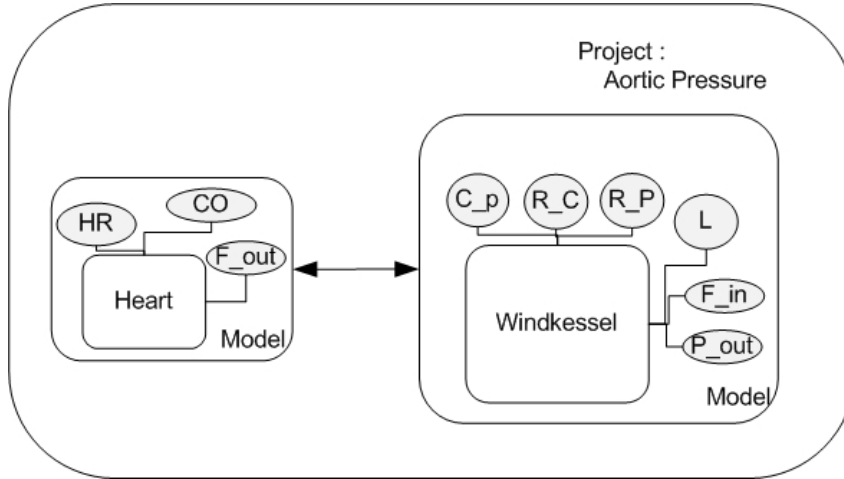 Project :
Aortic Pressure
HR
CO
F_out
Heart
Model
C_p
R_C
R_P
L
F_in
P_out
Windkessel
Model